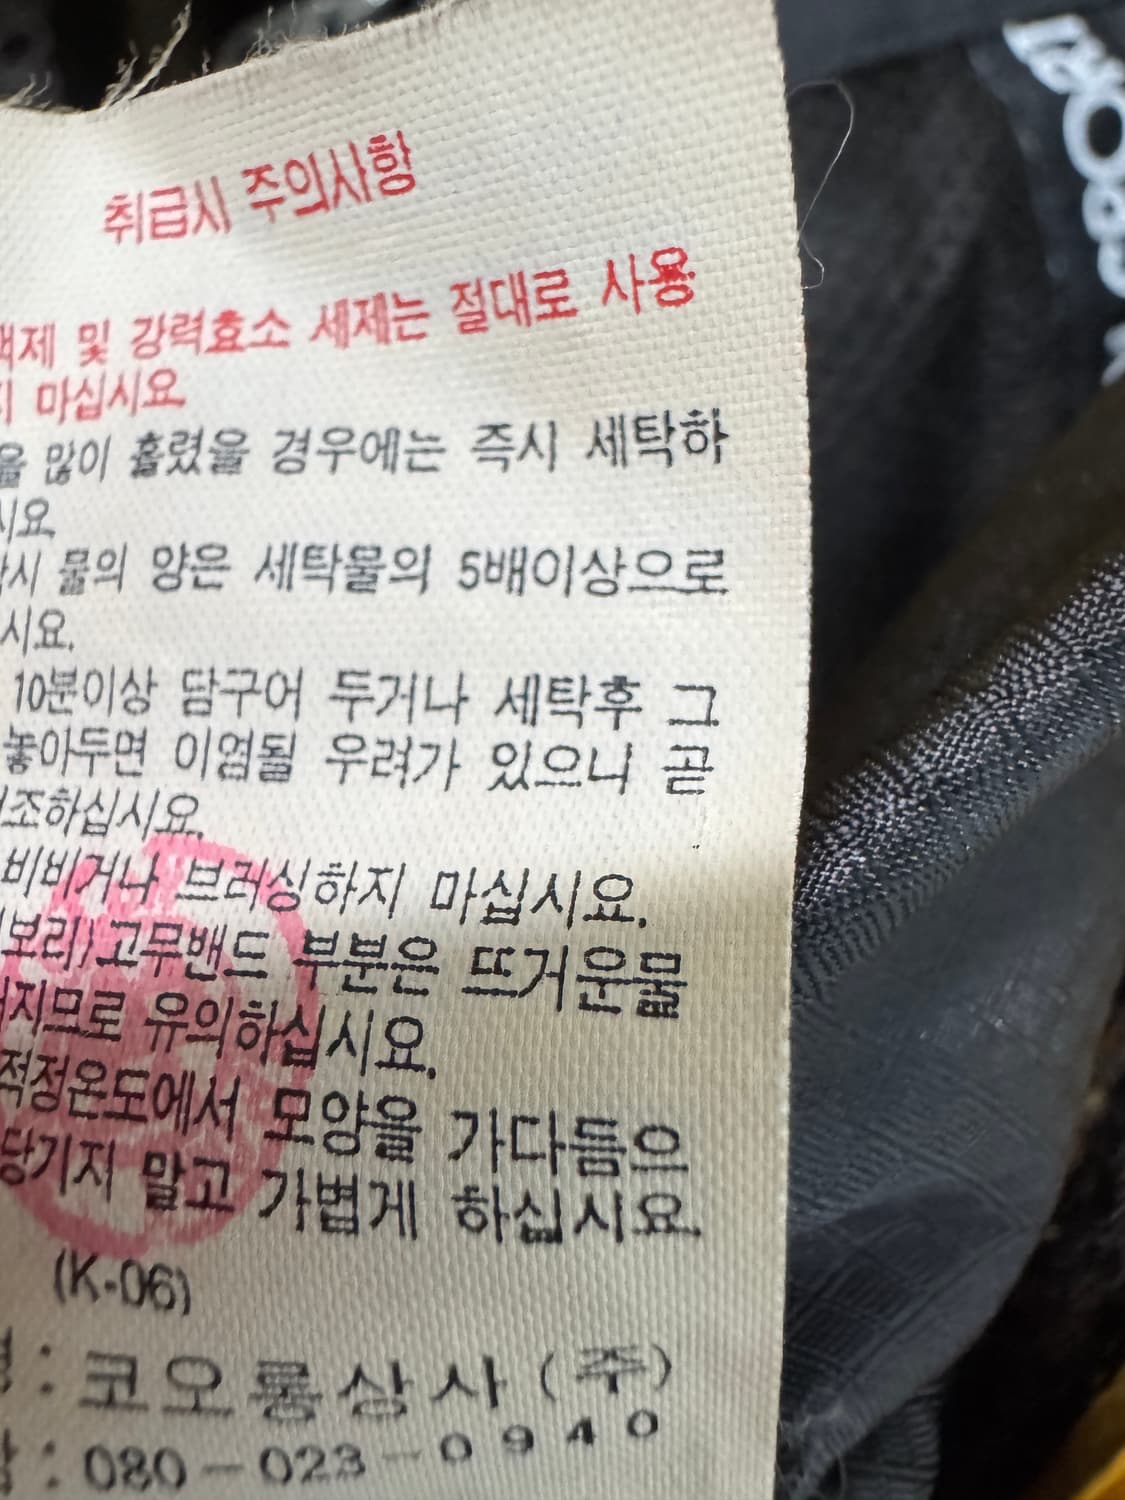 취급시 주의사항
및 강력효소 세제는 절대로 사용
마십시요.
많이 흘렸을 경우에는 즉시 세탁하
시요.
물의 양은 세탁물의 5배이상으로
시요.
10분이상 담구어 두거나 세탁후 그
놓아두면 이염될 우려가 있으니 곧
조하십시요.
비비거나 브러싱하지 마십시요.
보리)고무밴드 부분은 뜨거운물
지므로 유의하십시요.
적정온도에서 모양을 가다듬으
당기지 말고 가볍게 하십시요.
(K-06)
: 코오롱상사(주)
: 080-023-0940